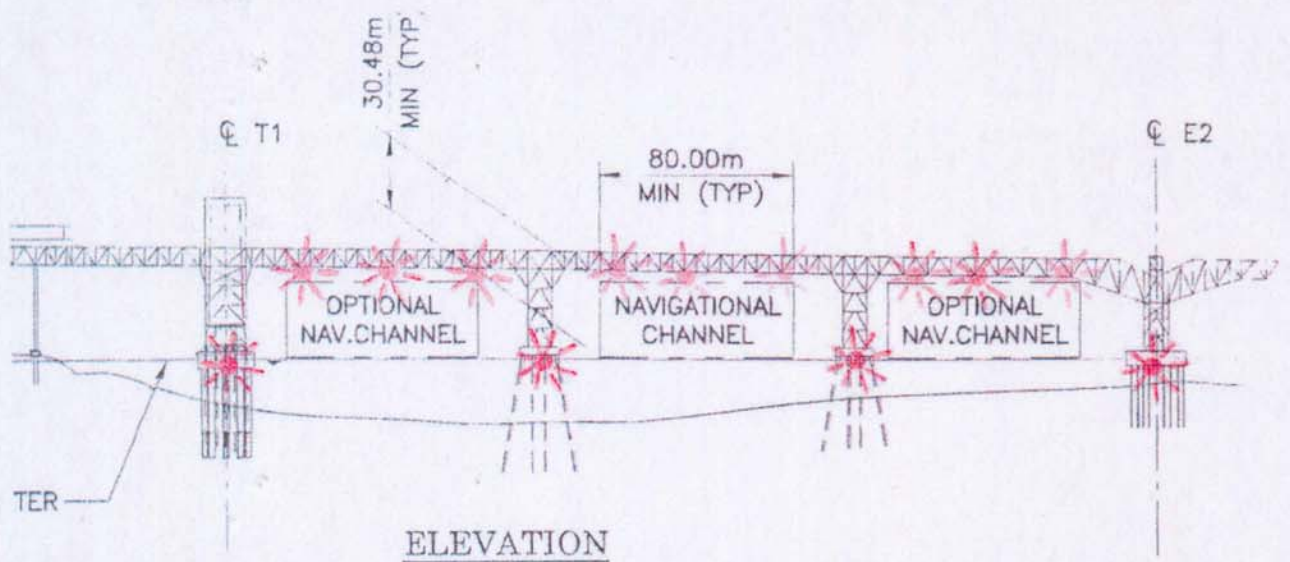 30.48m
MIN (TYP
℄ T1
80.00m
MIN (TYP)
℄ E2
OPTIONAL
NAV.CHANNEL
NAVIGATIONAL
CHANNEL
OPTIONAL
NAV.CHANNEL
TER
ELEVATION